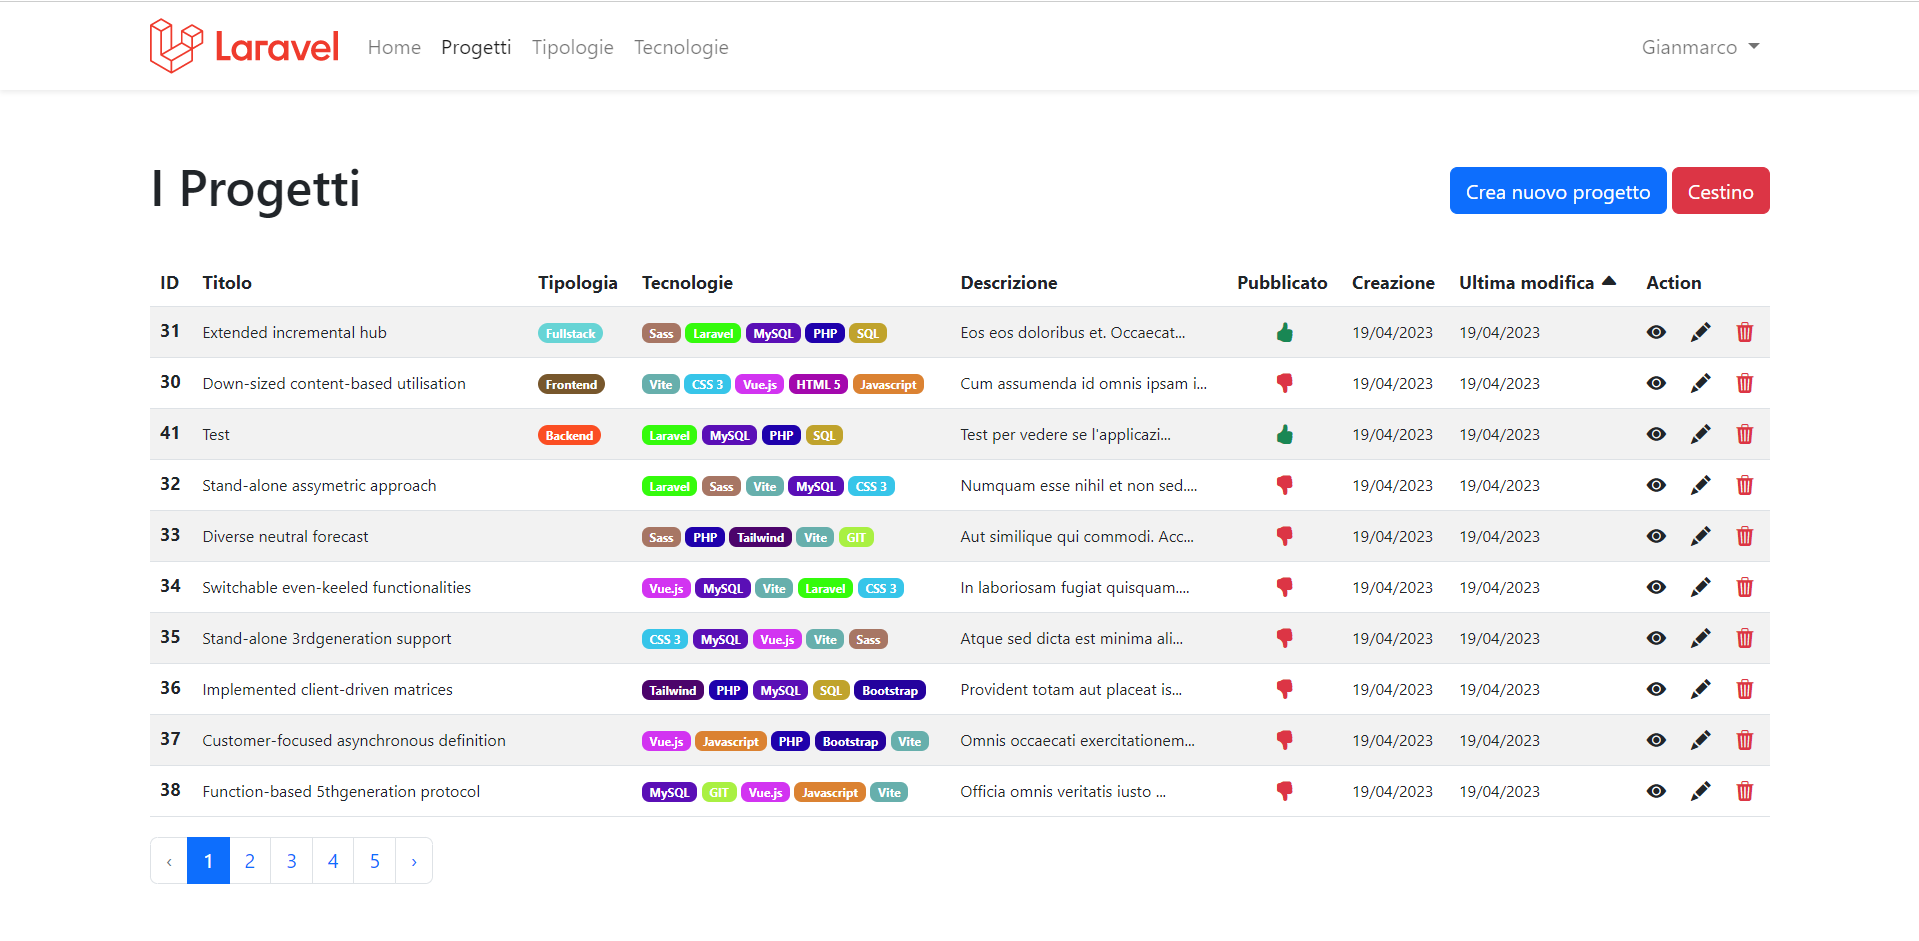 Laravel Home Progetti Tipologie Tecnologie Gianmarco
I Progetti Crea nuovo progetto Cestino
ID Titolo Tipologia Tecnologie Descrizione Pubblicato Creazione Ultima modifica Action
31 Extended incremental hub Fullstack Sass Laravel MySQL PHP SQL Eos eos doloribus et. Occaecat... 19/04/2023 19/04/2023
30 Down-sized content-based utilisation Frontend Vite CSS 3 Vue.js HTML 5 Javascript Cum assumenda id omnis ipsam i... 19/04/2023 19/04/2023
41 Test Backend Laravel MySQL PHP SQL Test per vedere se l'applicazi... 19/04/2023 19/04/2023
32 Stand-alone assymetric approach Laravel Sass Vite MySQL CSS 3 Numquam esse nihil et non sed.... 19/04/2023 19/04/2023
33 Diverse neutral forecast Sass PHP Tailwind Vite GIT Aut similique qui commodi. Acc... 19/04/2023 19/04/2023
34 Switchable even-keeled functionalities Vue.js MySQL Vite Laravel CSS 3 In laboriosam fugiat quisquam.... 19/04/2023 19/04/2023
35 Stand-alone 3rdgeneration support CSS 3 MySQL Vue.js Vite Sass Atque sed dicta est minima ali... 19/04/2023 19/04/2023
36 Implemented client-driven matrices Tailwind PHP MySQL SQL Bootstrap Provident totam aut placeat is... 19/04/2023 19/04/2023
37 Customer-focused asynchronous definition Vue.js Javascript PHP Bootstrap Vite Omnis occaecati exercitationem... 19/04/2023 19/04/2023
38 Function-based 5thgeneration protocol MySQL GIT Vue.js Javascript Vite Officia omnis veritatis iusto ... 19/04/2023 19/04/2023
‹ 1 2 3 4 5 ›